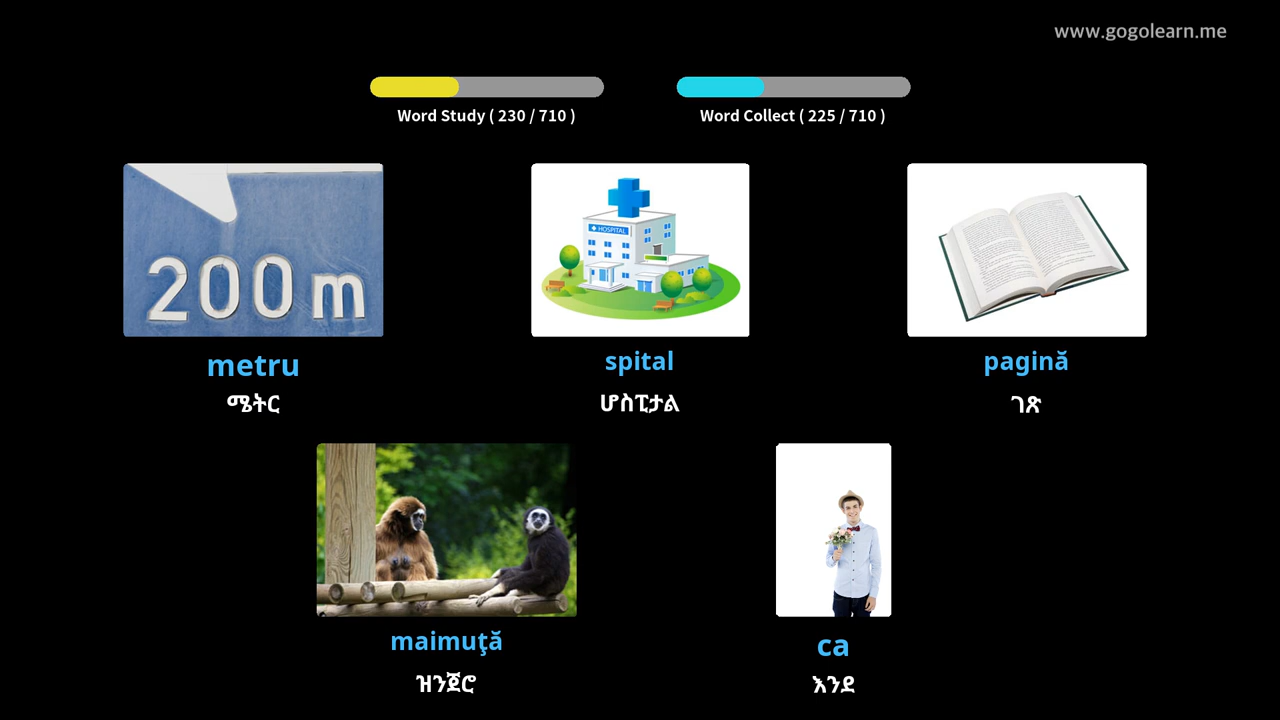 www.gogolearn.me
Word Study ( 230 / 710 )
Word Collect ( 225 / 710 )
200 m
HOSPITAL
metru
spital
pagină
ሜትር
ሆስፒታል
ገጽ
maimuţă
ca
ዝንጀሮ
እንደ